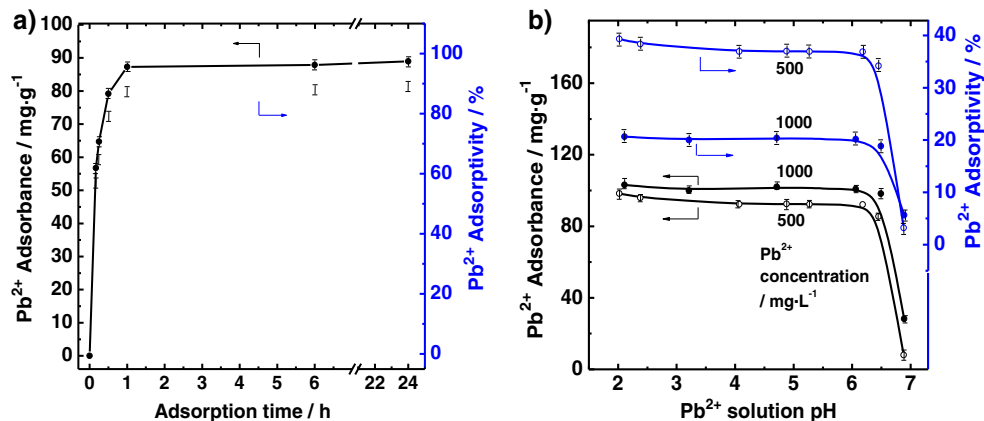 a)
100
90
80
70
60
50
40
30
20
10
0
Pb2+ Adsorbance / mg·g-1
100
80
60
40
20
0
Pb2+ Adsorptivity / %
0 1 2 3 4 5 6 22 24
Adsorption time / h
b)
160
120
80
40
0
Pb2+ Adsorbance / mg·g-1
40
30
20
10
0
Pb2+ Adsorptivity / %
500
1000
1000
500
Pb2+
concentration
/ mg·L-1
2 3 4 5 6 7
Pb2+ solution pH